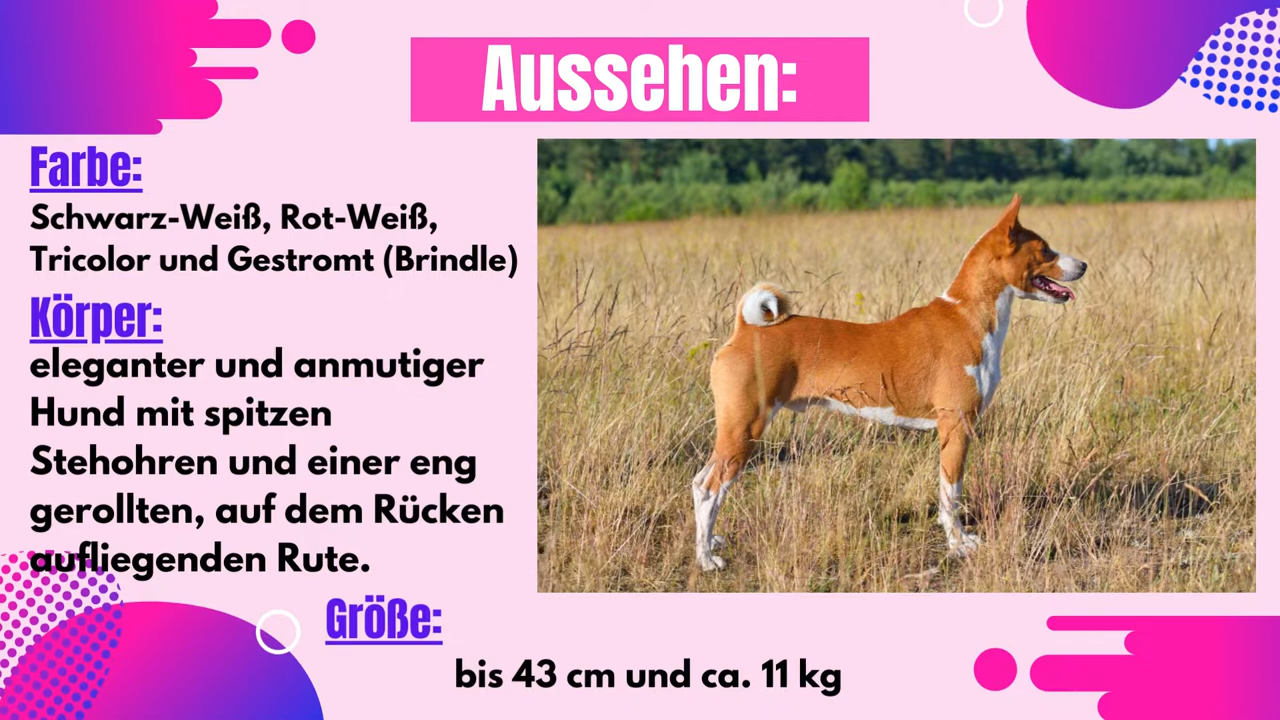 Aussehen:
Farbe:
Schwarz-Weiß, Rot-Weiß,
Tricolor und Gestromt (Brindle)
Körper:
eleganter und anmutiger
Hund mit spitzen
Stehohren und einer eng
gerollten, auf dem Rücken
aufliegenden Rute.
Größe:
bis 43 cm und ca. 11 kg